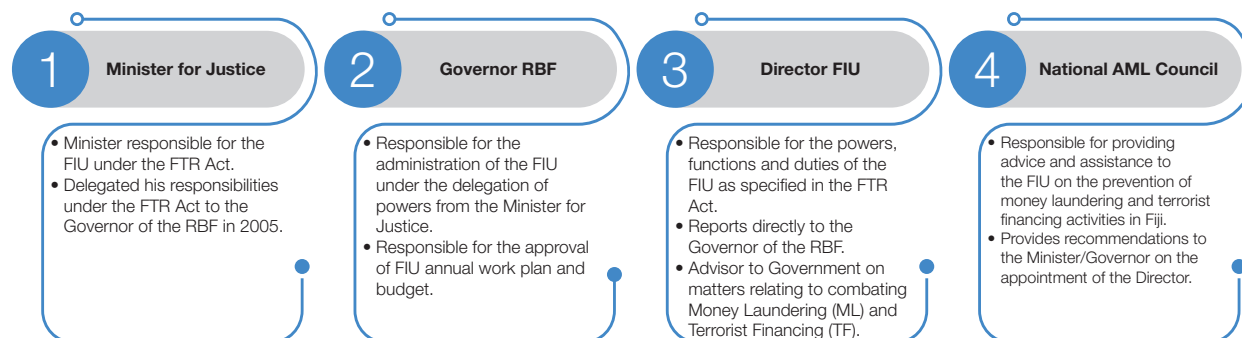 1
Minister for Justice
• Minister responsible for the
FIU under the FTR Act.
• Delegated his responsibilities
under the FTR Act to the
Governor of the RBF in 2005.
2
Governor RBF
• Responsible for the
administration of the FIU
under the delegation of
powers from the Minister for
Justice.
• Responsible for the approval
of FIU annual work plan and
budget.
3
Director FIU
• Responsible for the powers,
functions and duties of the
FIU as specified in the FTR
Act.
• Reports directly to the
Governor of the RBF.
• Advisor to Government on
matters relating to combating
Money Laundering (ML) and
Terrorist Financing (TF).
4
National AML Council
• Responsible for providing
advice and assistance to
the FIU on the prevention of
money laundering and terrorist
financing activities in Fiji.
• Provides recommendations to
the Minister/Governor on the
appointment of the Director.